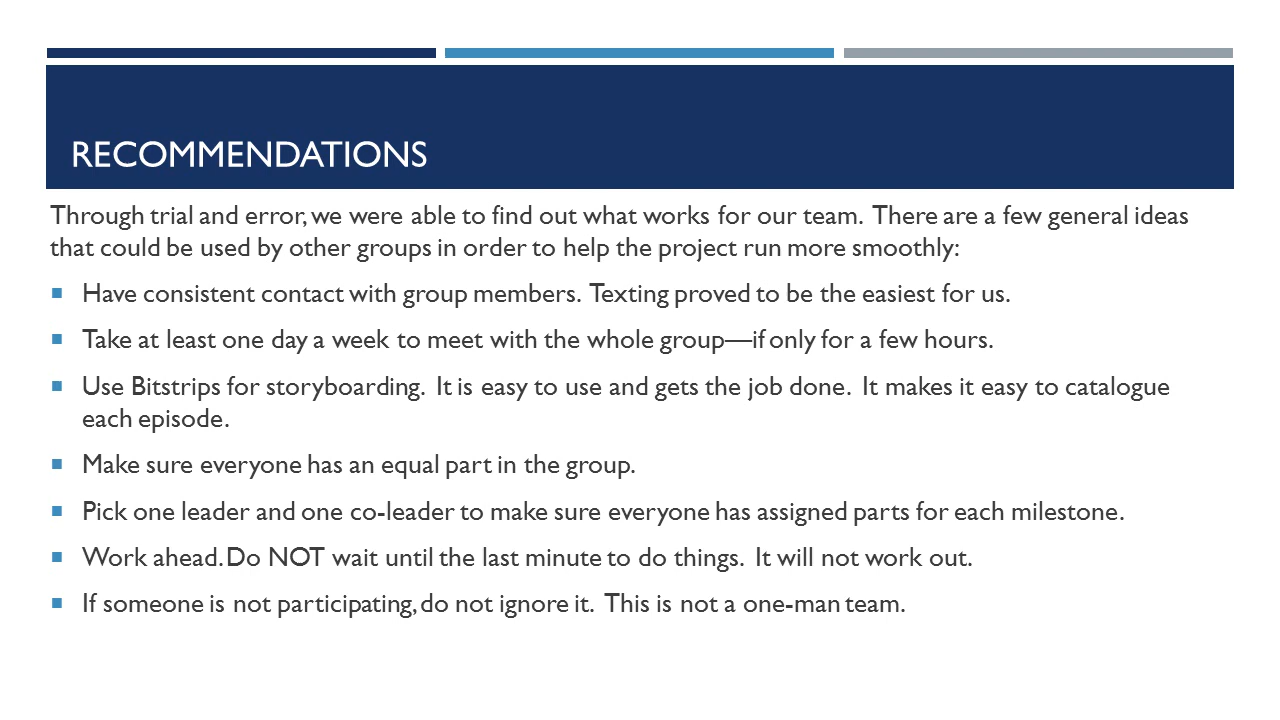 RECOMMENDATIONS
Through trial and error, we were able to find out what works for our team.  There are a few general ideas
that could be used by other groups in order to help the project run more smoothly:
Have consistent contact with group members.  Texting proved to be the easiest for us.
Take at least one day a week to meet with the whole group—if only for a few hours.
Use Bitstrips for storyboarding.  It is easy to use and gets the job done.  It makes it easy to catalogue
each episode.
Make sure everyone has an equal part in the group.
Pick one leader and one co-leader to make sure everyone has assigned parts for each milestone.
Work ahead. Do NOT wait until the last minute to do things.  It will not work out.
If someone is not participating, do not ignore it.  This is not a one-man team.